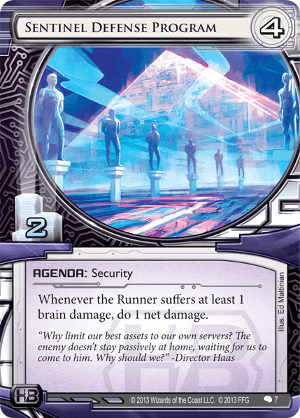 Sentinel Defense Program
4
2
AGENDA: Security
Whenever the Runner suffers at least 1
brain damage, do 1 net damage.
“Why limit our best assets to our own servers? The
enemy doesn’t stay passively at home, waiting for us to
come to him. Why should we?” -Director Haas
Illus. Ed Mattinian
HB
© 2013 Wizards of the Coast LLC. © 2013 FFG
7